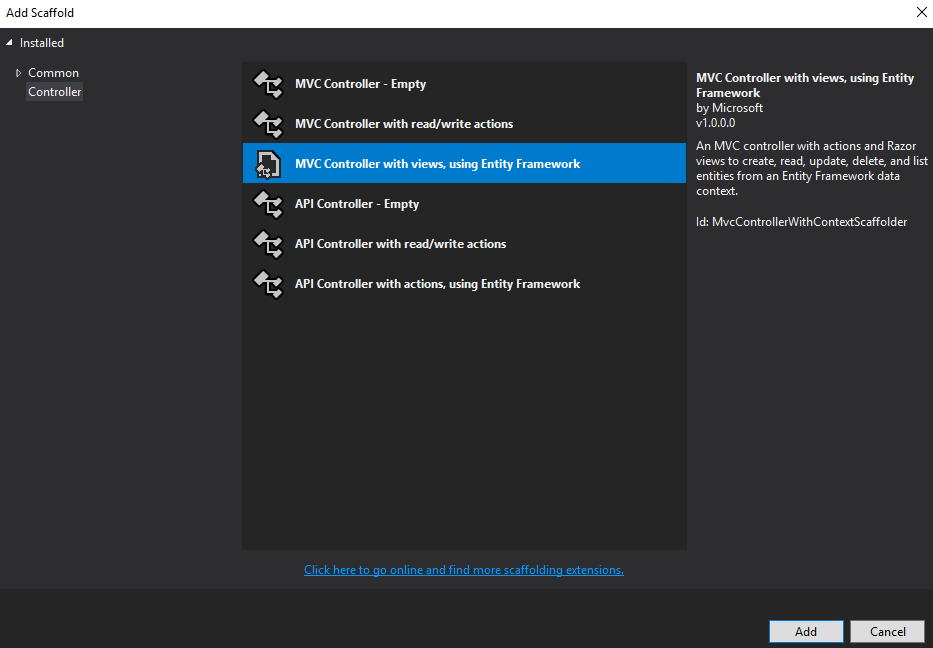 Add Scaffold
Installed
Common
Controller
MVC Controller - Empty
MVC Controller with read/write actions
MVC Controller with views, using Entity Framework
API Controller - Empty
API Controller with read/write actions
API Controller with actions, using Entity Framework
MVC Controller with views, using Entity
Framework
by Microsoft
v1.0.0.0
An MVC controller with actions and Razor
views to create, read, update, delete, and list
entities from an Entity Framework data
context.
Id: MvcControllerWithContextScaffolder
Click here to go online and find more scaffolding extensions.
Add
Cancel